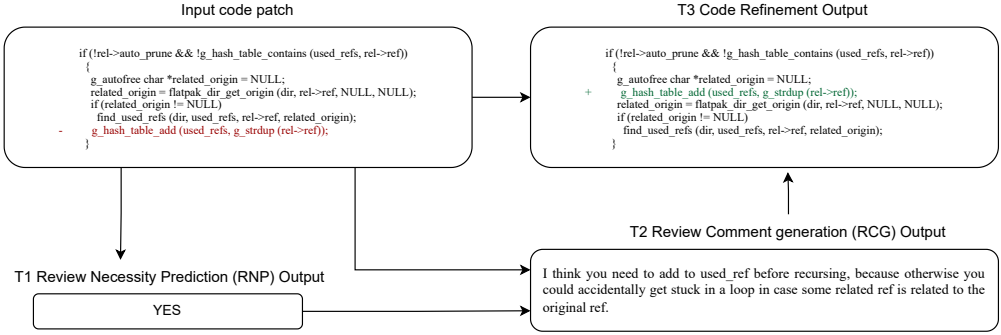 Input code patch
if (!rel->auto_prune && !g_hash_table_contains (used_refs, rel->ref))
{
g_autofree char *related_origin = NULL;
related_origin = flatpak_dir_get_origin (dir, rel->ref, NULL, NULL);
if (related_origin != NULL)
find_used_refs (dir, used_refs, rel->ref, related_origin);
- g_hash_table_add (used_refs, g_strdup (rel->ref));
}
T3 Code Refinement Output
if (!rel->auto_prune && !g_hash_table_contains (used_refs, rel->ref))
{
g_autofree char *related_origin = NULL;
+ g_hash_table_add (used_refs, g_strdup (rel->ref));
related_origin = flatpak_dir_get_origin (dir, rel->ref, NULL, NULL);
if (related_origin != NULL)
find_used_refs (dir, used_refs, rel->ref, related_origin);
}
T1 Review Necessity Prediction (RNP) Output
YES
T2 Review Comment generation (RCG) Output
I think you need to add to used_ref before recursing, because otherwise you
could accidentally get stuck in a loop in case some related ref is related to the
original ref.